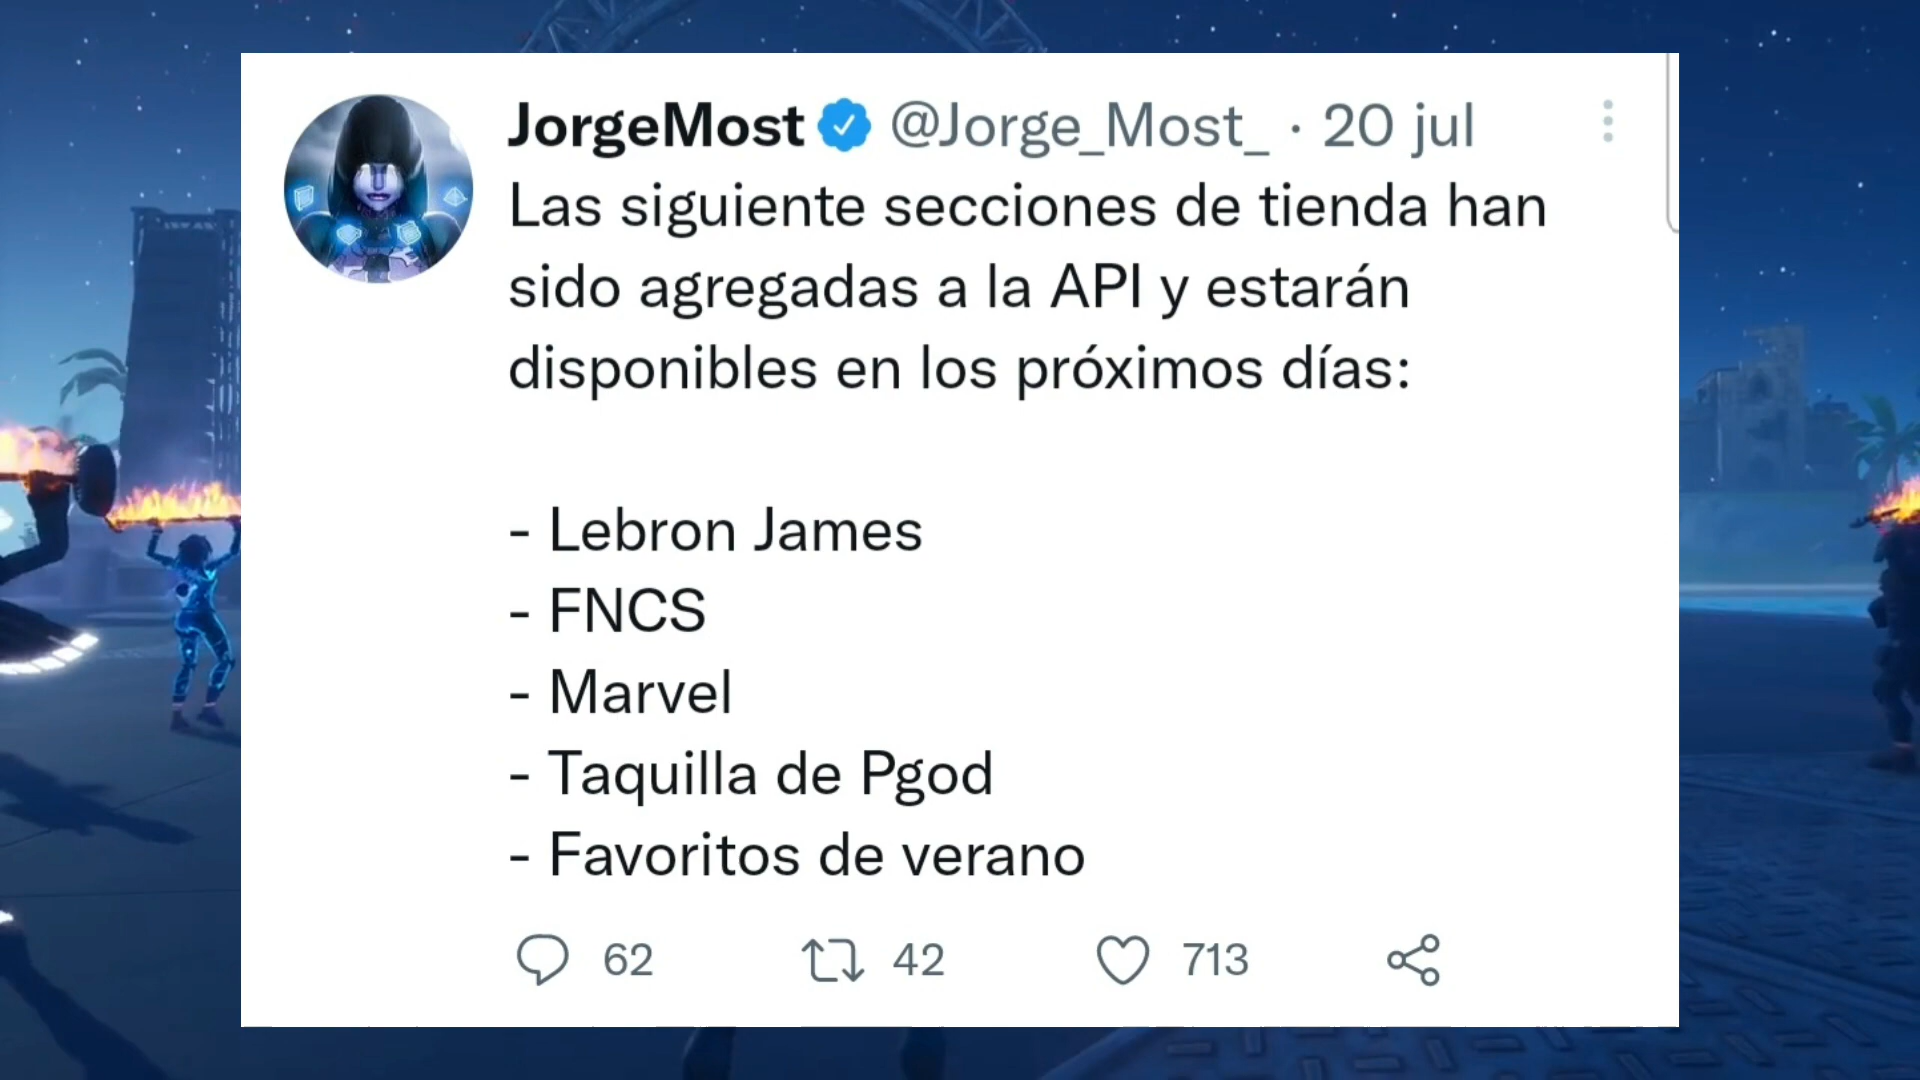 JorgeMost @Jorge_Most_ · 20 jul
Las siguiente secciones de tienda han
sido agregadas a la API y estarán
disponibles en los próximos días:
- Lebron James
- FNCS
- Marvel
- Taquilla de Pgod
- Favoritos de verano
62 42 713